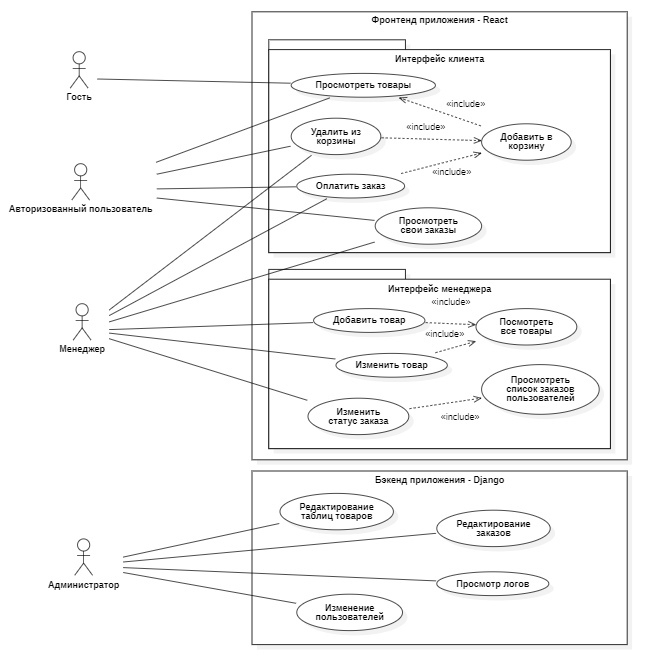 Фронтенд приложения - React
Интерфейс клиента
Просмотреть товары
Гость
«include»
Удалить из
корзины
«include»
Добавить в
корзину
«include»
Оплатить заказ
Авторизованный пользователь
Просмотреть
свои заказы
Интерфейс менеджера
«include»
Добавить товар
Посмотреть
все товары
«include»
Менеджер
Изменить товар
Просмотреть
список заказов
пользователей
Изменить
статус заказа
«include»
Бэкенд приложения - Django
Редактирование
таблиц товаров
Редактирование
заказов
Администратор
Просмотр логов
Изменение
пользователей